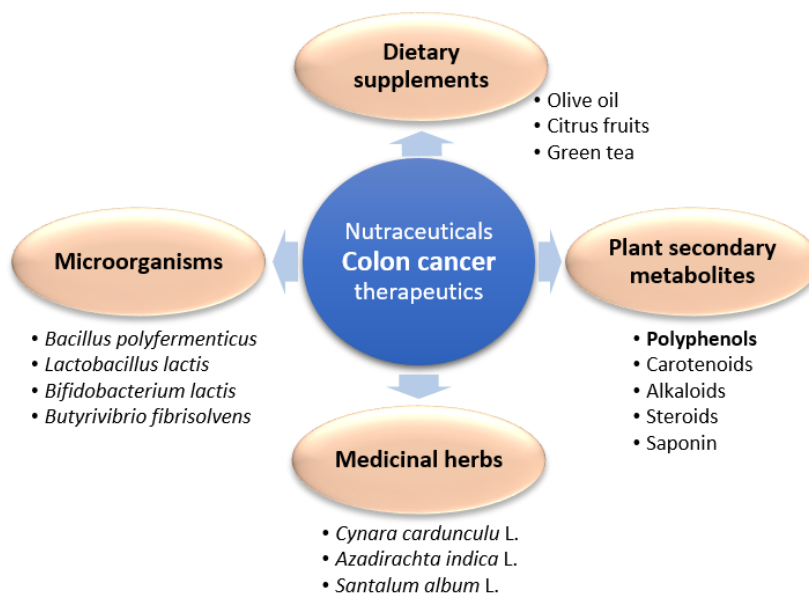 Dietary
supplements
• Olive oil
• Citrus fruits
• Green tea
Nutraceuticals
Colon cancer
therapeutics
Microorganisms
• Bacillus polyfermenticus
• Lactobacillus lactis
• Bifidobacterium lactis
• Butyrivibrio fibrisolvens
Plant secondary
metabolites
• Polyphenols
• Carotenoids
• Alkaloids
• Steroids
• Saponin
Medicinal herbs
• Cynara cardunculu L.
• Azadirachta indica L.
• Santalum album L.